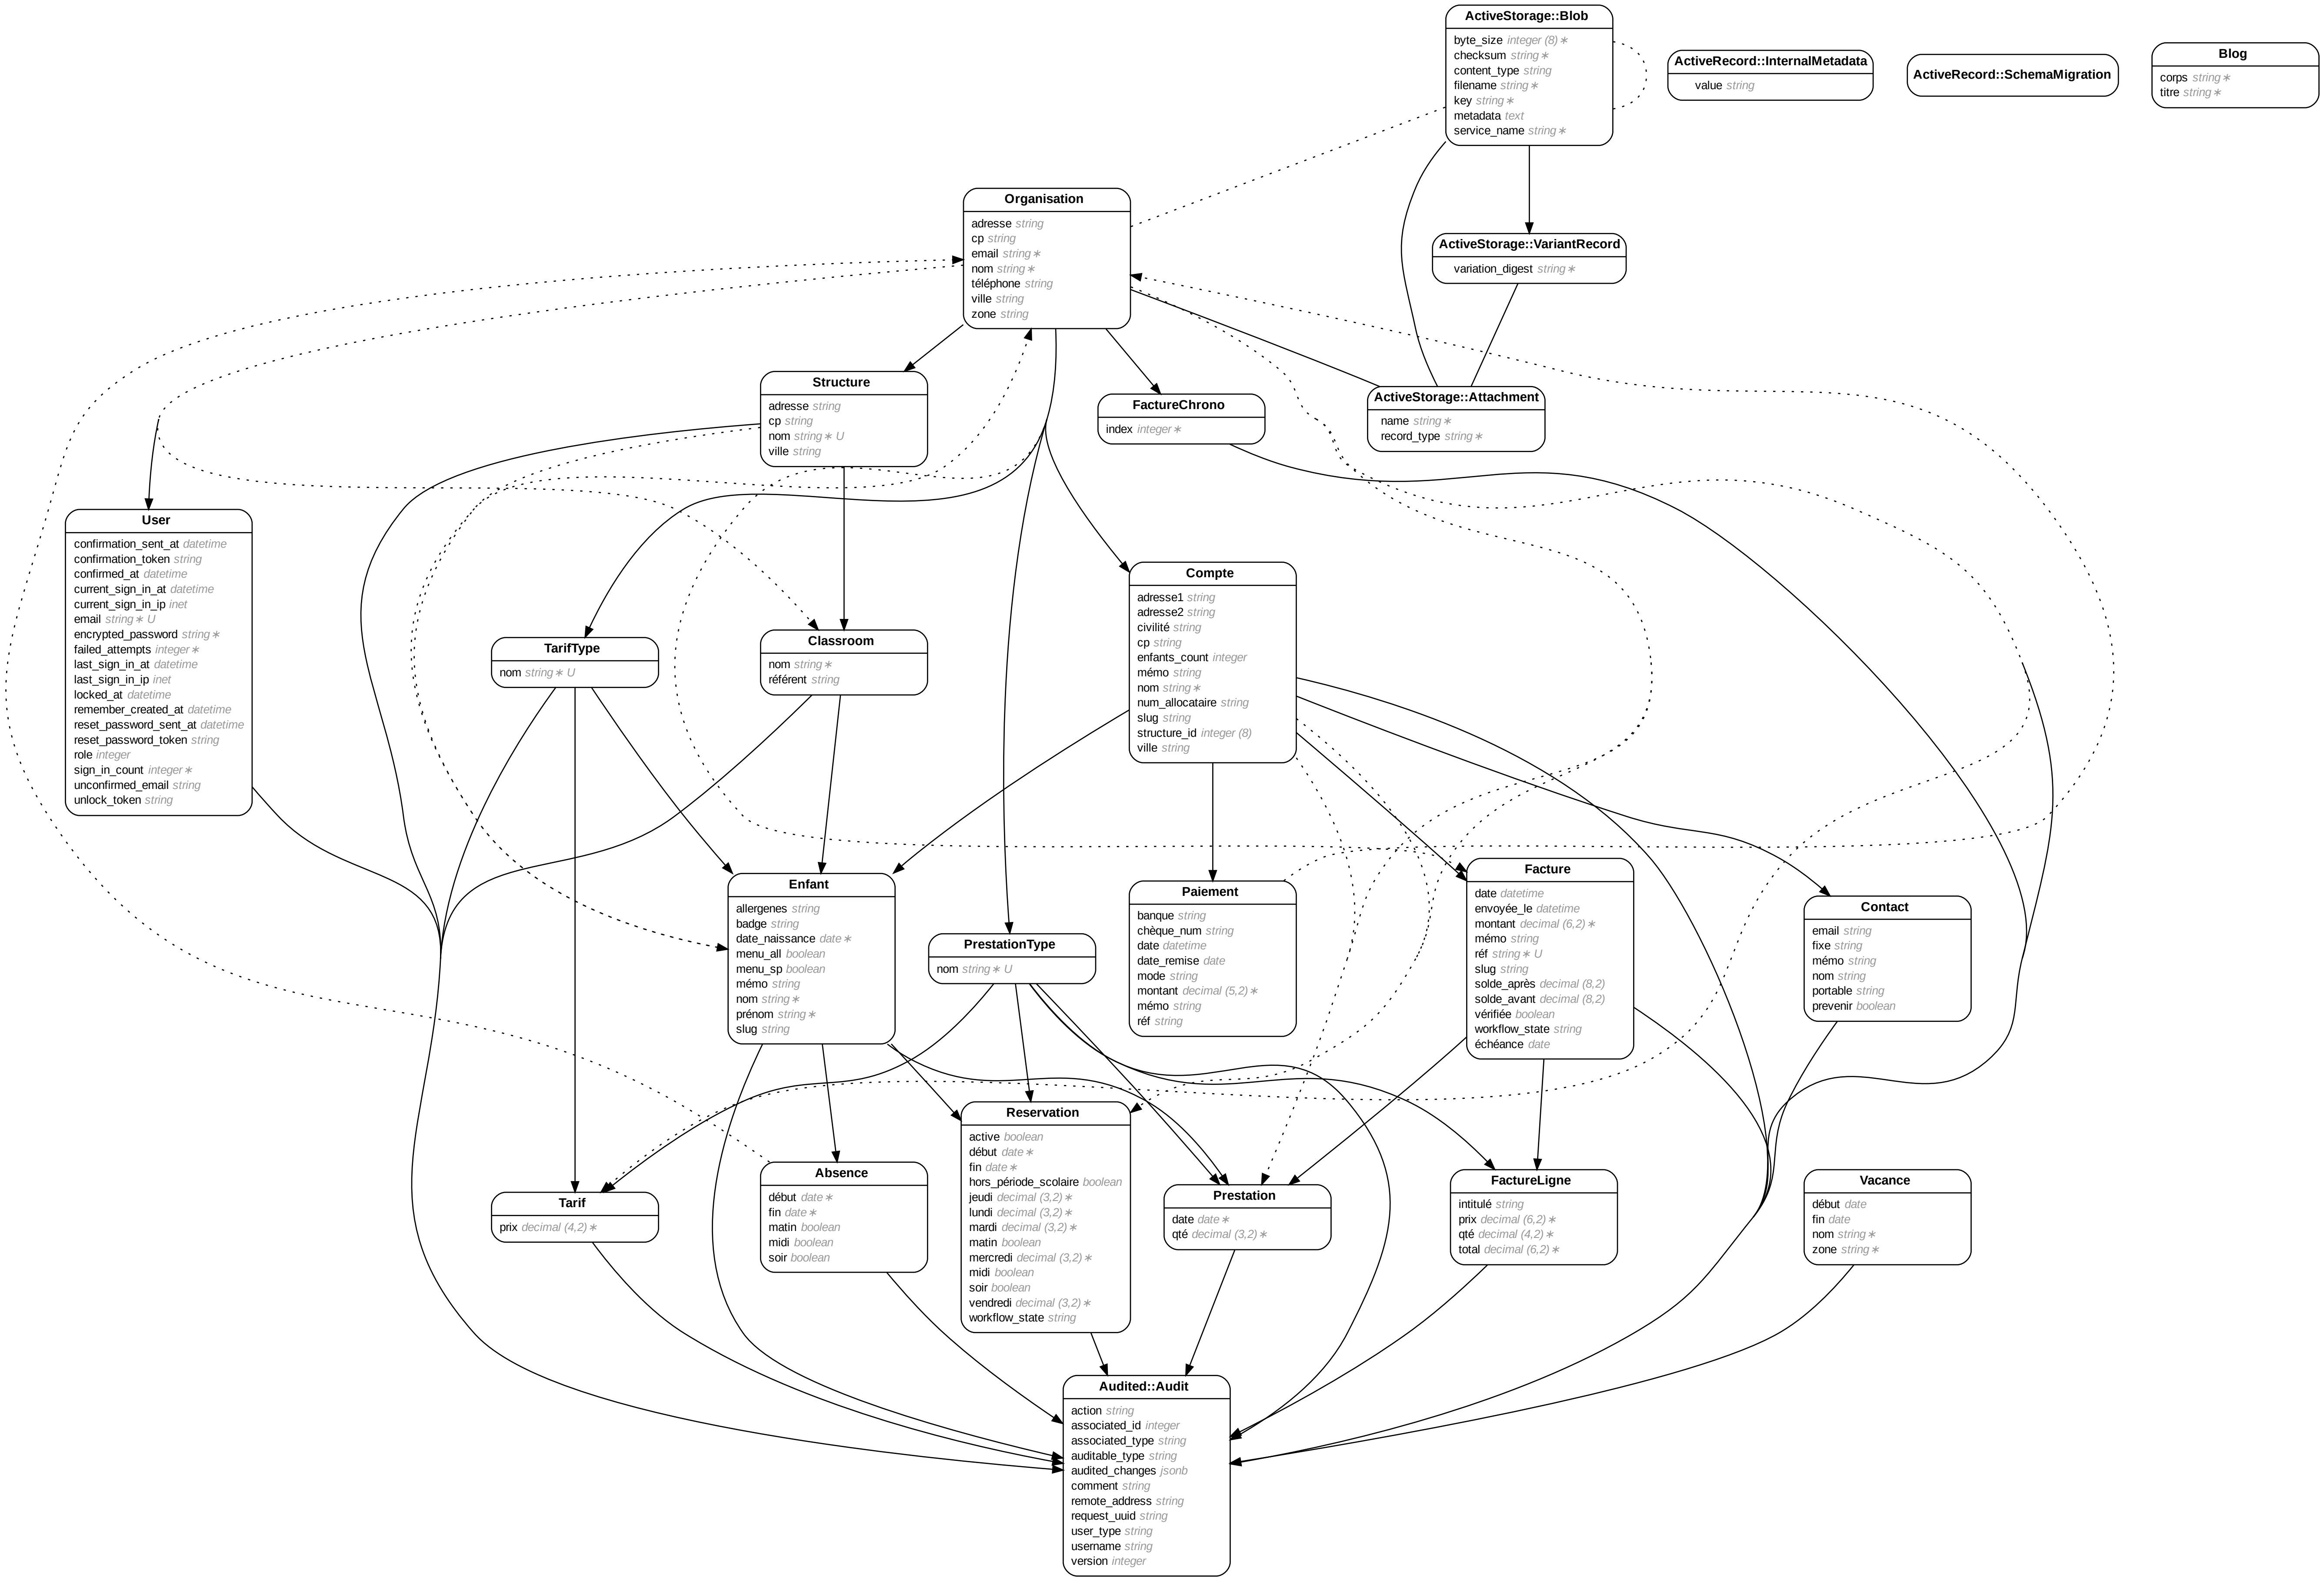 ActiveStorage::Blob
byte_size integer (8)∗
checksum string∗
content_type string
filename string∗
key string∗
metadata text
service_name string∗
ActiveRecord::InternalMetadata
value string
ActiveRecord::SchemaMigration
Blog
corps string∗
titre string∗
Organisation
adresse string
cp string
email string∗
nom string∗
téléphone string
ville string
zone string
ActiveStorage::VariantRecord
variation_digest string∗
Structure
adresse string
cp string
nom string∗ U
ville string
FactureChrono
index integer∗
ActiveStorage::Attachment
name string∗
record_type string∗
User
confirmation_sent_at datetime
confirmation_token string
confirmed_at datetime
current_sign_in_at datetime
current_sign_in_ip inet
email string∗ U
encrypted_password string∗
failed_attempts integer∗
last_sign_in_at datetime
last_sign_in_ip inet
locked_at datetime
remember_created_at datetime
reset_password_sent_at datetime
reset_password_token string
role integer
sign_in_count integer∗
unconfirmed_email string
unlock_token string
TarifType
nom string∗ U
Classroom
nom string∗
référent string
Compte
adresse1 string
adresse2 string
civilité string
cp string
enfants_count integer
mémo string
nom string∗
num_allocataire string
slug string
structure_id integer (8)
ville string
Enfant
allergenes string
badge string
date_naissance date∗
menu_all boolean
menu_sp boolean
mémo string
nom string∗
prénom string∗
slug string
PrestationType
nom string∗ U
Paiement
banque string
chèque_num string
date datetime
date_remise date
mode string
montant decimal (5,2)∗
mémo string
réf string
Facture
date datetime
envoyée_le datetime
montant decimal (6,2)∗
mémo string
réf string∗ U
slug string
solde_après decimal (8,2)
solde_avant decimal (8,2)
vérifiée boolean
workflow_state string
échéance date
Contact
email string
fixe string
mémo string
nom string
portable string
prevenir boolean
Tarif
prix decimal (4,2)∗
Absence
début date∗
fin date∗
matin boolean
midi boolean
soir boolean
Reservation
active boolean
début date∗
fin date∗
hors_période_scolaire boolean
jeudi decimal (3,2)∗
lundi decimal (3,2)∗
mardi decimal (3,2)∗
matin boolean
mercredi decimal (3,2)∗
midi boolean
soir boolean
vendredi decimal (3,2)∗
workflow_state string
Prestation
date date∗
qté decimal (3,2)∗
FactureLigne
intitulé string
prix decimal (6,2)∗
qté decimal (4,2)∗
total decimal (6,2)∗
Vacance
début date
fin date
nom string∗
zone string∗
Audited::Audit
action string
associated_id integer
associated_type string
auditable_type string
audited_changes jsonb
comment string
remote_address string
request_uuid string
user_type string
username string
version integer